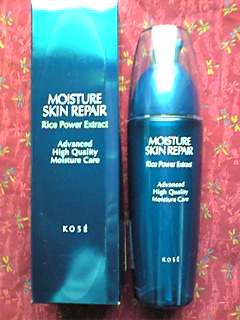 MOISTURE
SKIN REPAIR
Rice Power Extract
Advanced
High Quality
Moisture Care
KOSÉ
MOISTURE
SKIN REPAIR
Rice Power Extract
Advanced
High Quality
Moisture Care
KOSÉ